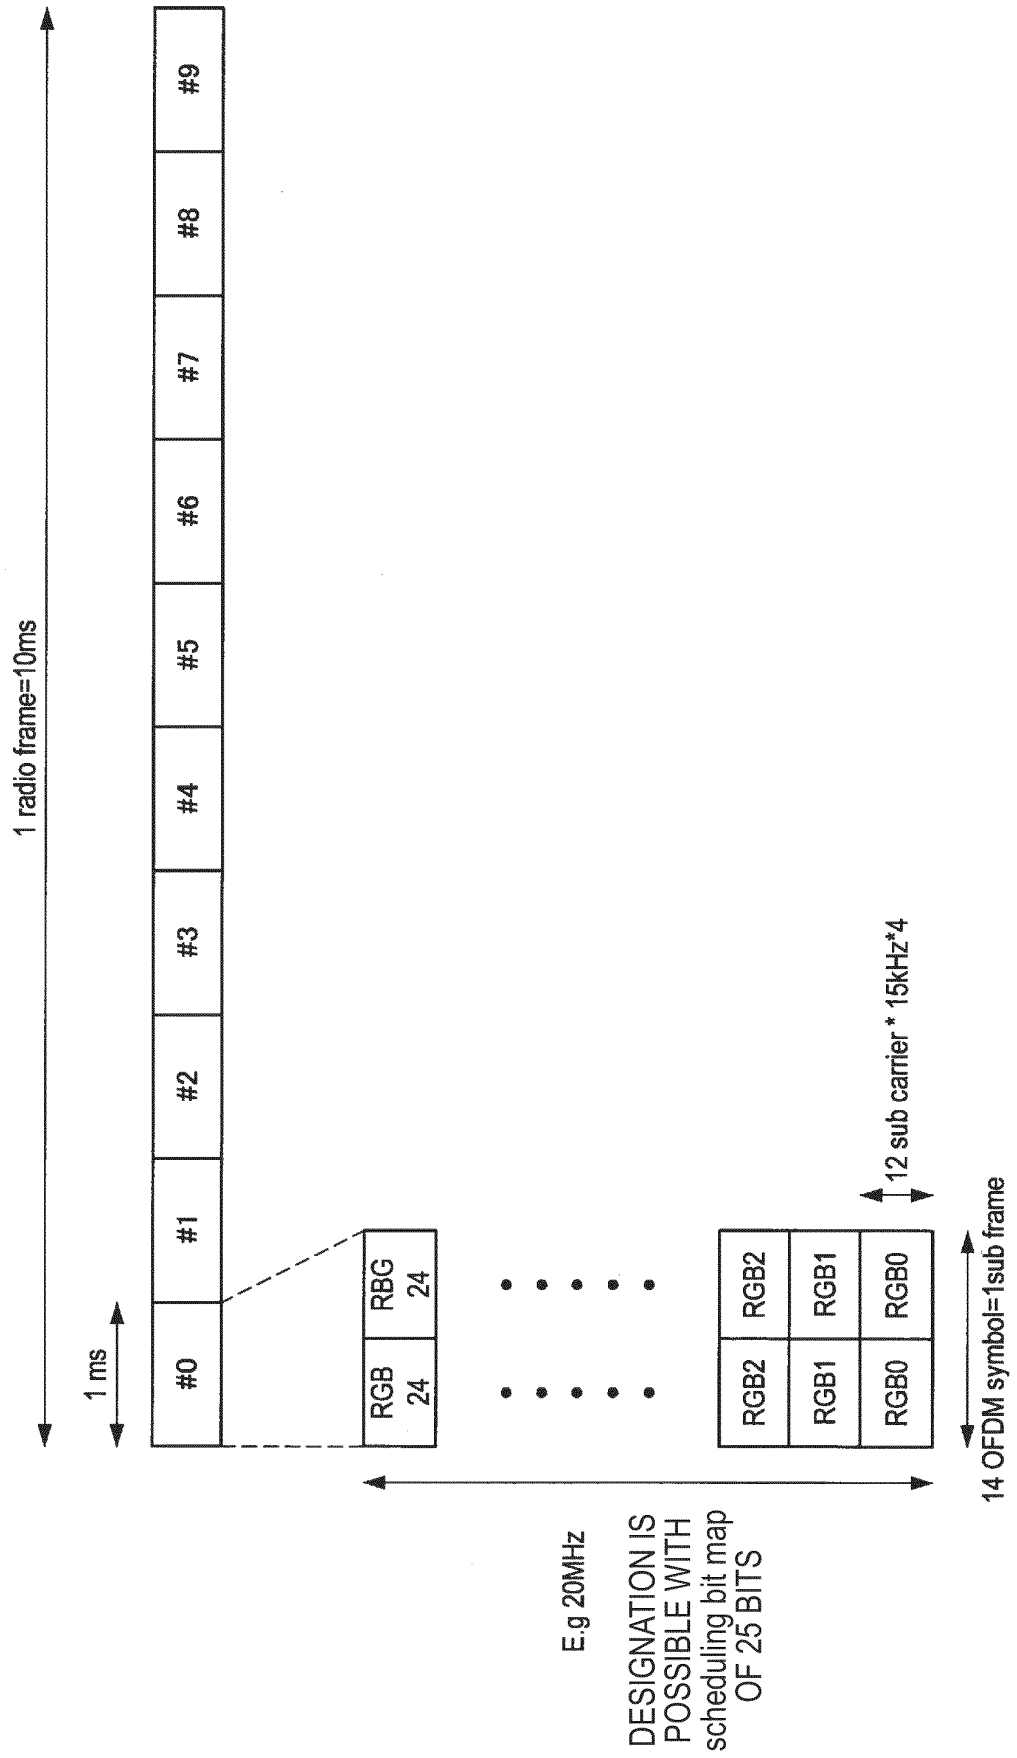 1 radio frame=10ms
1 ms
#0
#1
#2
#3
#4
#5
#6
#7
#8
#9
E.g 20MHz
DESIGNATION IS
POSSIBLE WITH
scheduling bit map
OF 25 BITS
RGB
24
RBG
24
RGB2
RGB2
RGB1
RGB1
RGB0
RGB0
12 sub carrier * 15kHz*4
14 OFDM symbol=1sub frame